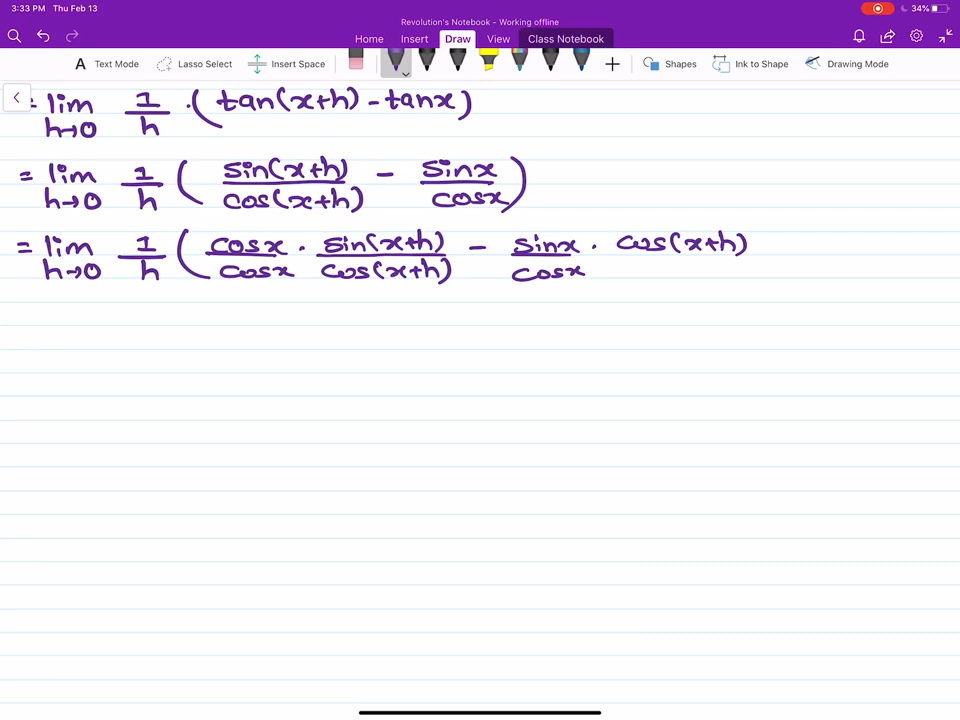 3:33 PM Thu Feb 13
34%
Revolution's Notebook - Working offline
Home Insert Draw View Class Notebook
A Text Mode Lasso Select Insert Space Shapes Ink to Shape Drawing Mode
= lim h→0 1/h · (tan(x+h) - tanx)
= lim h→0 1/h ( sin(x+h)/cos(x+h) - sinx/cosx )
= lim h→0 1/h ( cosx/cosx · sin(x+h)/cos(x+h) - sinx/cosx · cos(x+h)